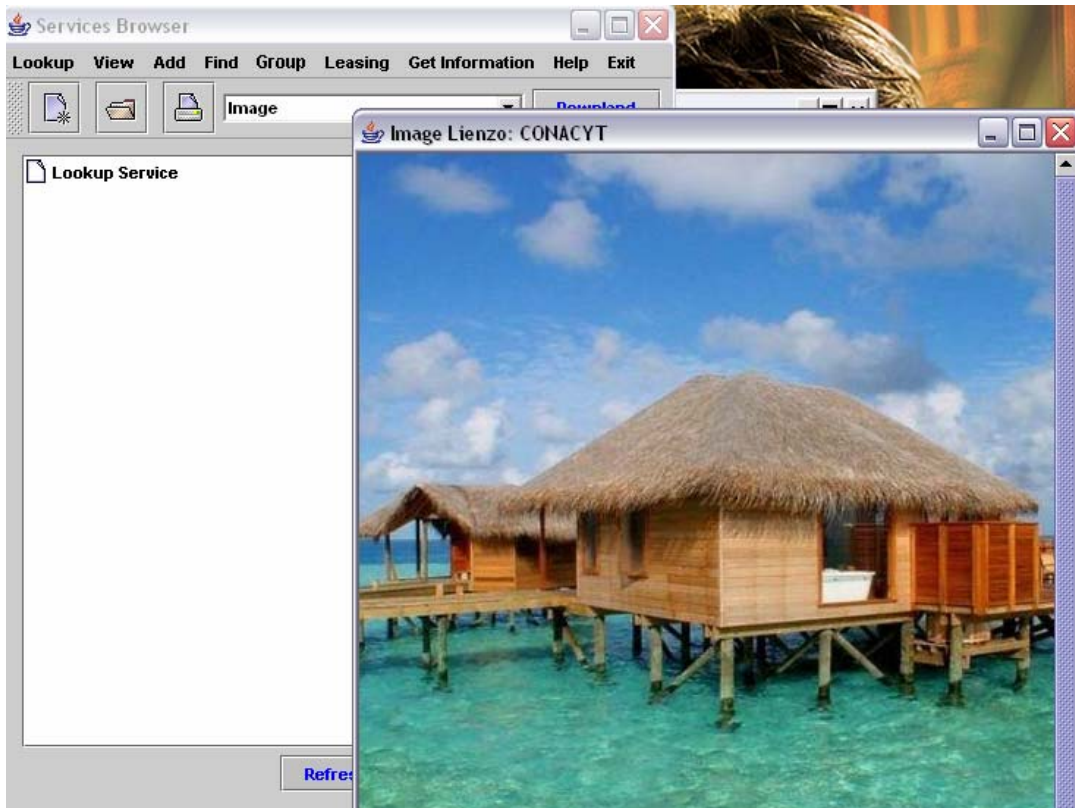 Services Browser
Lookup View Add Find Group Leasing Get Information Help Exit
Image
Image Lienzo: CONACYT
Lookup Service